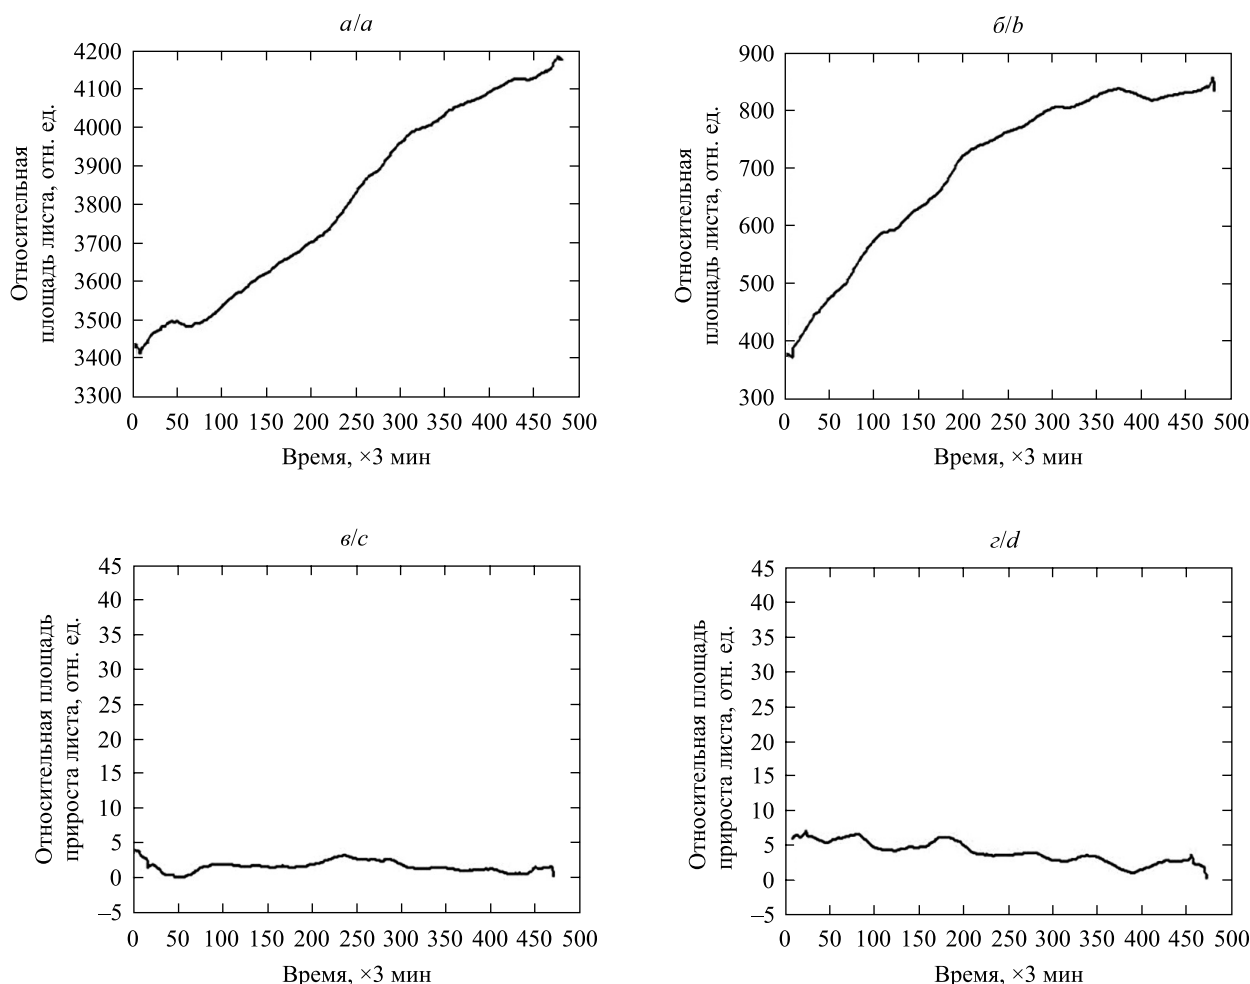 а/a
Относительная
площадь листа, отн. ед.
4200
4100
4000
3900
3800
3700
3600
3500
3400
3300
0 50 100 150 200 250 300 350 400 450 500
Время, ×3 мин
б/b
Относительная
площадь листа, отн. ед.
900
800
700
600
500
400
300
0 50 100 150 200 250 300 350 400 450 500
Время, ×3 мин
в/c
Относительная площадь
прироста листа, отн. ед.
45
40
35
30
25
20
15
10
5
0
–5
0 50 100 150 200 250 300 350 400 450 500
Время, ×3 мин
г/d
Относительная площадь
прироста листа, отн. ед.
45
40
35
30
25
20
15
10
5
0
–5
0 50 100 150 200 250 300 350 400 450 500
Время, ×3 мин